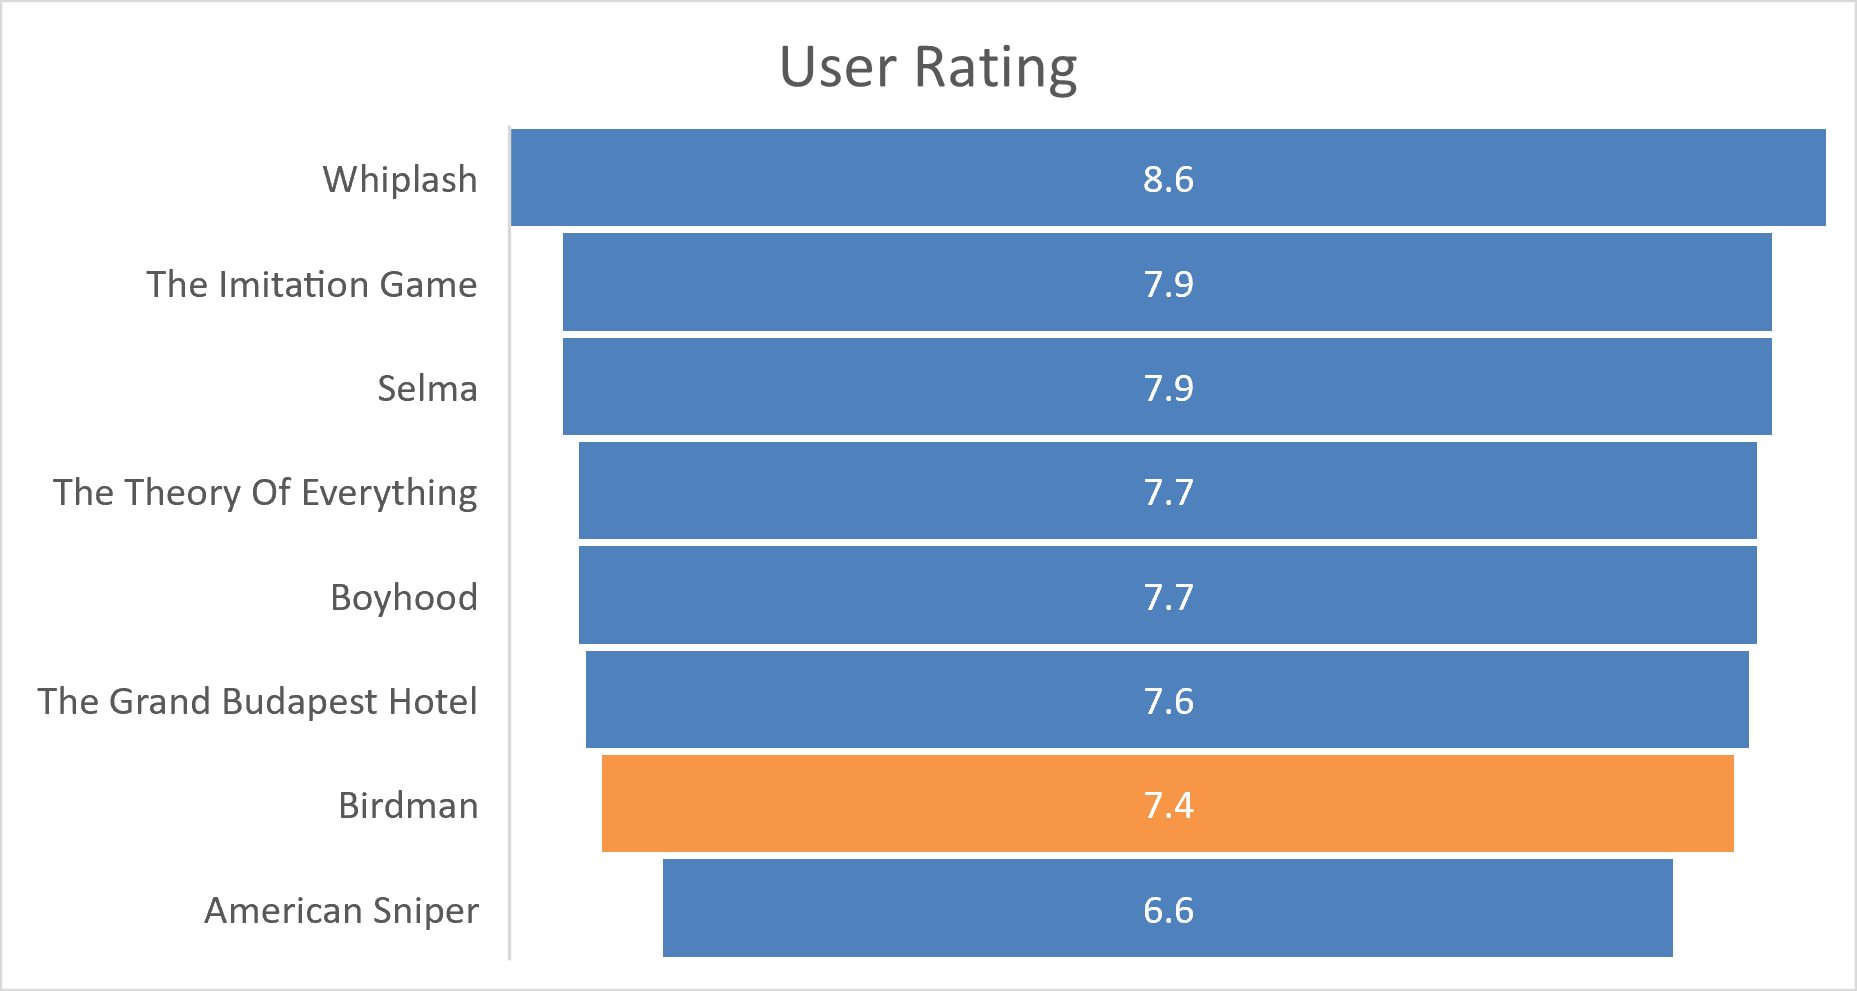 User Rating
Whiplash 8.6
The Imitation Game 7.9
Selma 7.9
The Theory Of Everything 7.7
Boyhood 7.7
The Grand Budapest Hotel 7.6
Birdman 7.4
American Sniper 6.6